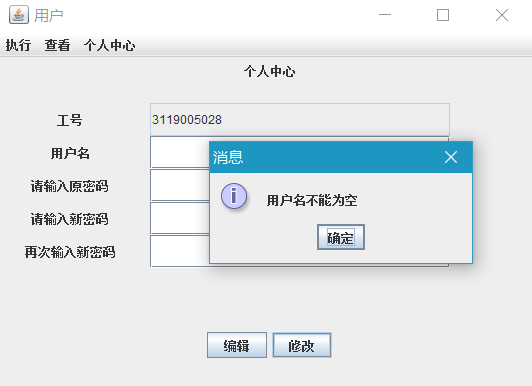 用户
执行 查看 个人中心
个人中心
工号 3119005028
用户名
请输入原密码
请输入新密码
再次输入新密码
消息
用户名不能为空
确定
编辑 修改